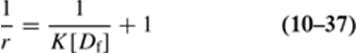 1/r = 1/K[D_f] + 1 (10–37)